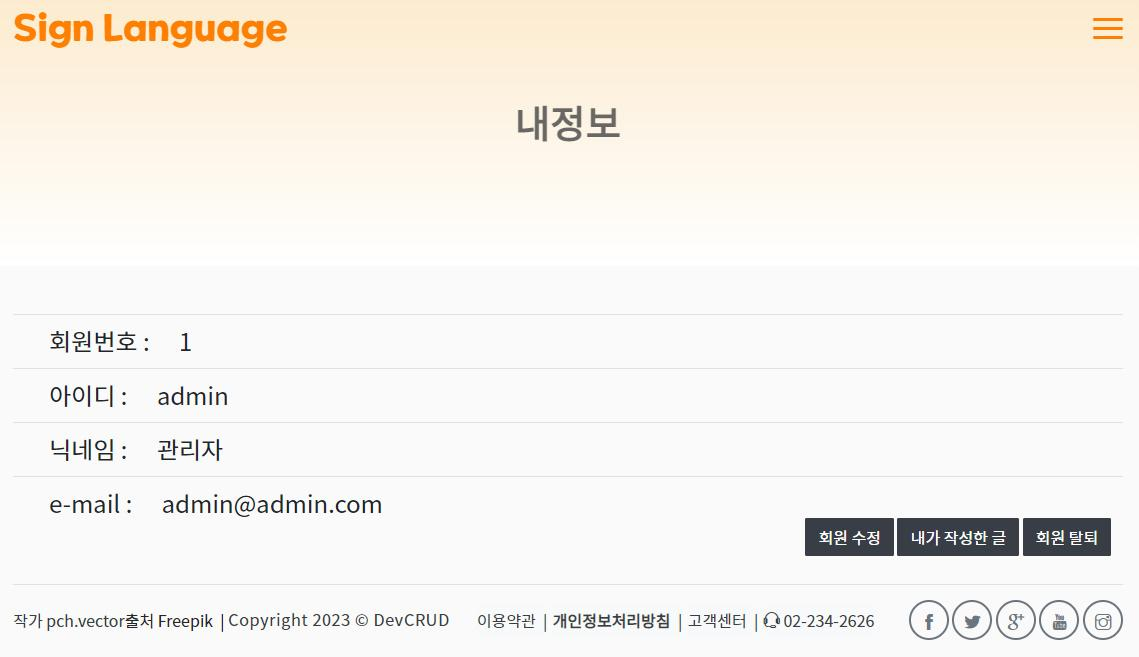 Sign Language
내정보
회원번호 : 1
아이디 : admin
닉네임 : 관리자
e-mail : admin@admin.com
회원 수정 내가 작성한 글 회원 탈퇴
작가 pch.vector출처 Freepik | Copyright 2023 © DevCRUD 이용약관 | 개인정보처리방침 | 고객센터 | 02-234-2626